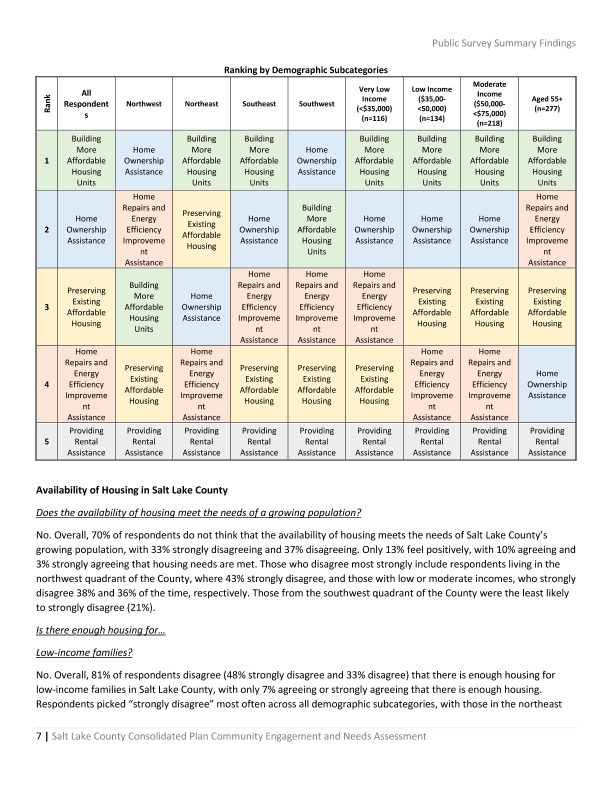 Public Survey Summary Findings
Ranking by Demographic Subcategories
Rank
All
Respondent
s
Northwest
Northeast
Southeast
Southwest
Very Low
Income
(<$35,000)
(n=116)
Low Income
($35,00-
<50,000)
(n=134)
Moderate
Income
($50,000-
<$75,000)
(n=218)
Aged 55+
(n=277)
1
Building
More
Affordable
Housing
Units
Home
Ownership
Assistance
Building
More
Affordable
Housing
Units
Building
More
Affordable
Housing
Units
Home
Ownership
Assistance
Building
More
Affordable
Housing
Units
Building
More
Affordable
Housing
Units
Building
More
Affordable
Housing
Units
Building
More
Affordable
Housing
Units
2
Home
Ownership
Assistance
Home
Repairs and
Energy
Efficiency
Improveme
nt
Assistance
Preserving
Existing
Affordable
Housing
Home
Ownership
Assistance
Building
More
Affordable
Housing
Units
Home
Ownership
Assistance
Home
Ownership
Assistance
Home
Ownership
Assistance
Home
Repairs and
Energy
Efficiency
Improveme
nt
Assistance
3
Preserving
Existing
Affordable
Housing
Building
More
Affordable
Housing
Units
Home
Ownership
Assistance
Home
Repairs and
Energy
Efficiency
Improveme
nt
Assistance
Home
Repairs and
Energy
Efficiency
Improveme
nt
Assistance
Home
Repairs and
Energy
Efficiency
Improveme
nt
Assistance
Preserving
Existing
Affordable
Housing
Preserving
Existing
Affordable
Housing
Preserving
Existing
Affordable
Housing
4
Home
Repairs and
Energy
Efficiency
Improveme
nt
Assistance
Preserving
Existing
Affordable
Housing
Home
Repairs and
Energy
Efficiency
Improveme
nt
Assistance
Preserving
Existing
Affordable
Housing
Preserving
Existing
Affordable
Housing
Preserving
Existing
Affordable
Housing
Home
Repairs and
Energy
Efficiency
Improveme
nt
Assistance
Home
Repairs and
Energy
Efficiency
Improveme
nt
Assistance
Home
Ownership
Assistance
5
Providing
Rental
Assistance
Providing
Rental
Assistance
Providing
Rental
Assistance
Providing
Rental
Assistance
Providing
Rental
Assistance
Providing
Rental
Assistance
Providing
Rental
Assistance
Providing
Rental
Assistance
Providing
Rental
Assistance
Availability of Housing in Salt Lake County
Does the availability of housing meet the needs of a growing population?
No. Overall, 70% of respondents do not think that the availability of housing meets the needs of Salt Lake County's
growing population, with 33% strongly disagreeing and 37% disagreeing. Only 13% feel positively, with 10% agreeing and
3% strongly agreeing that housing needs are met. Those who disagree most strongly include respondents living in the
northwest quadrant of the County, where 43% strongly disagree, and those with low or moderate incomes, who strongly
disagree 38% and 36% of the time, respectively. Those from the southwest quadrant of the County were the least likely
to strongly disagree (21%).
Is there enough housing for…
Low-income families?
No. Overall, 81% of respondents disagree (48% strongly disagree and 33% disagree) that there is enough housing for
low-income families in Salt Lake County, with only 7% agreeing or strongly agreeing that there is enough housing.
Respondents picked "strongly disagree" most often across all demographic subcategories, with those in the northeast
7 | Salt Lake County Consolidated Plan Community Engagement and Needs Assessment